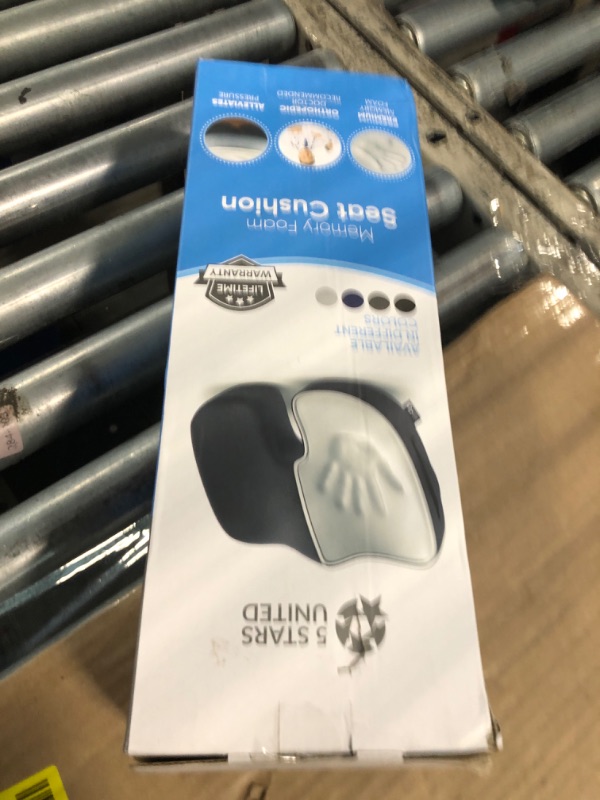 5 STARS
UNITED
AVAILABLE
IN DIFFERENT
COLORS
LIFETIME
WARRANTY
Memory Foam
Seat Cushion
PREMIUM
MEMORY
FOAM
ORTHOPEDIC
DOCTOR
RECOMMENDED
ALLEVIATES
PRESSURE